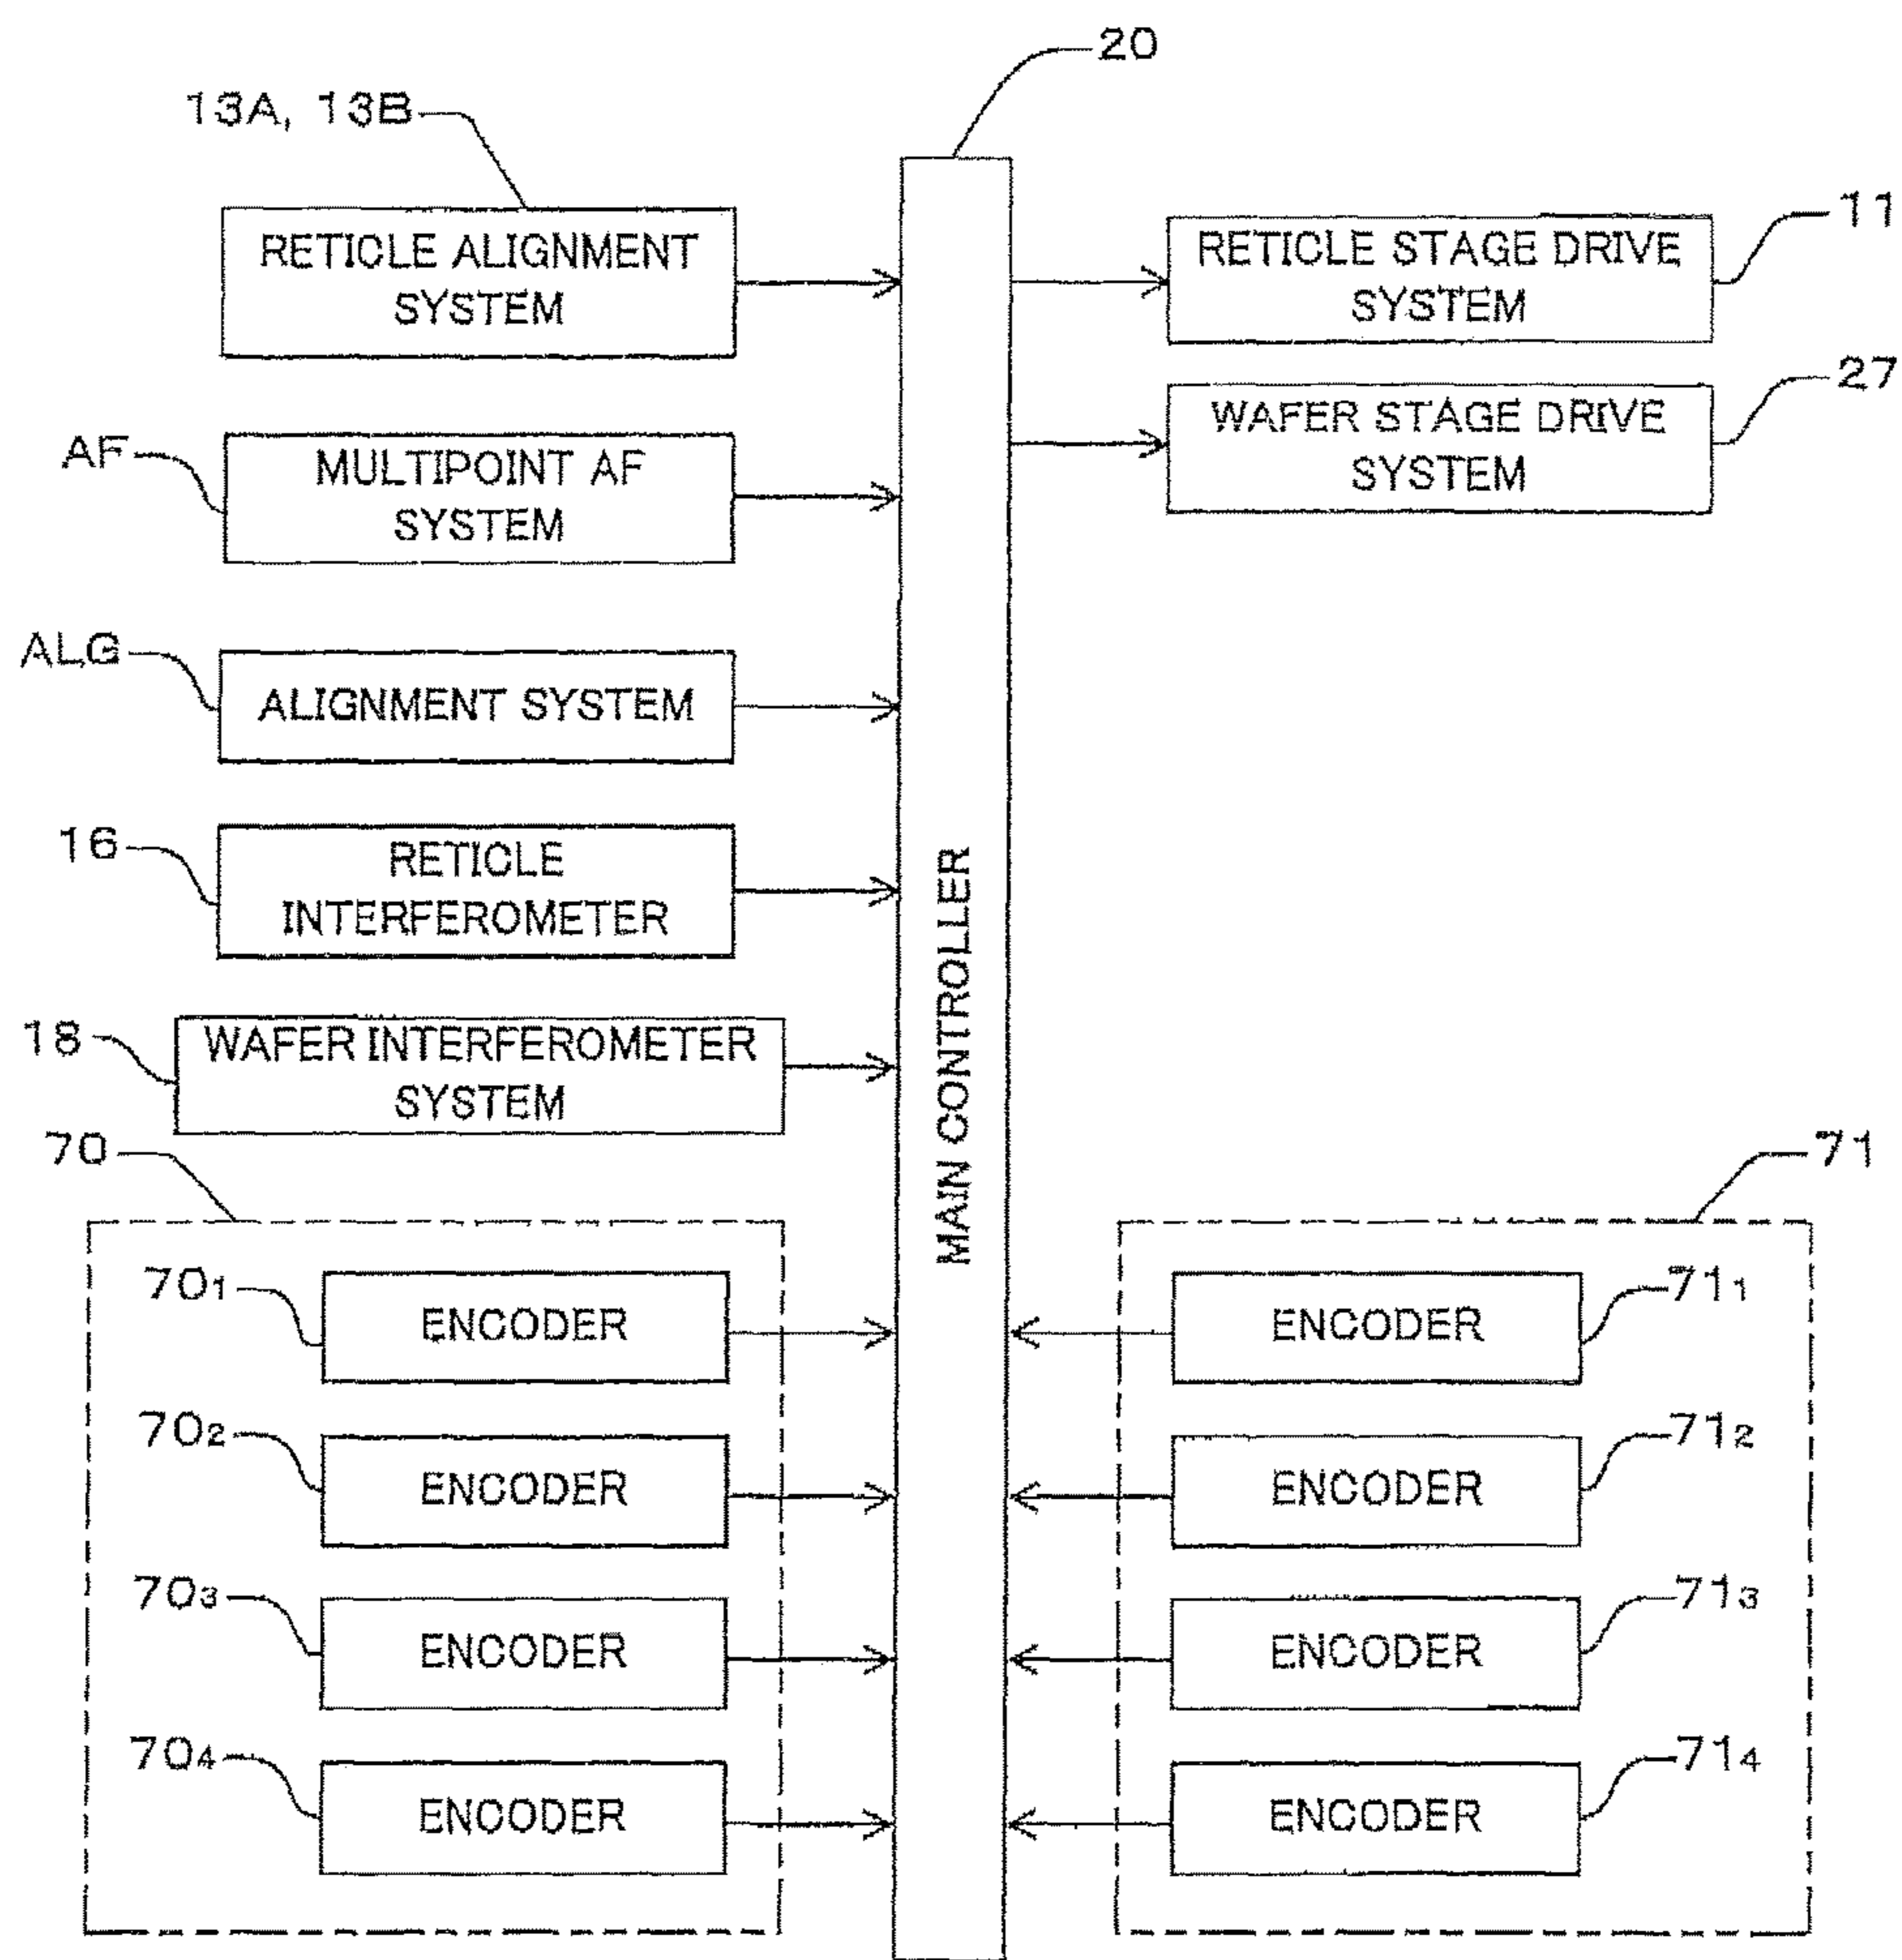 20
13A, 13B
RETICLE ALIGNMENT
SYSTEM
RETICLE STAGE DRIVE
SYSTEM
11
AF
MULTIPOINT AF
SYSTEM
WAFER STAGE DRIVE
SYSTEM
27
ALG
ALIGNMENT SYSTEM
16
RETICLE
INTERFEROMETER
18
WAFER INTERFEROMETER
SYSTEM
MAIN CONTROLLER
70
70₁
ENCODER
70₂
ENCODER
70₃
ENCODER
70₄
ENCODER
71
ENCODER
71₁
ENCODER
71₂
ENCODER
71₃
ENCODER
71₄